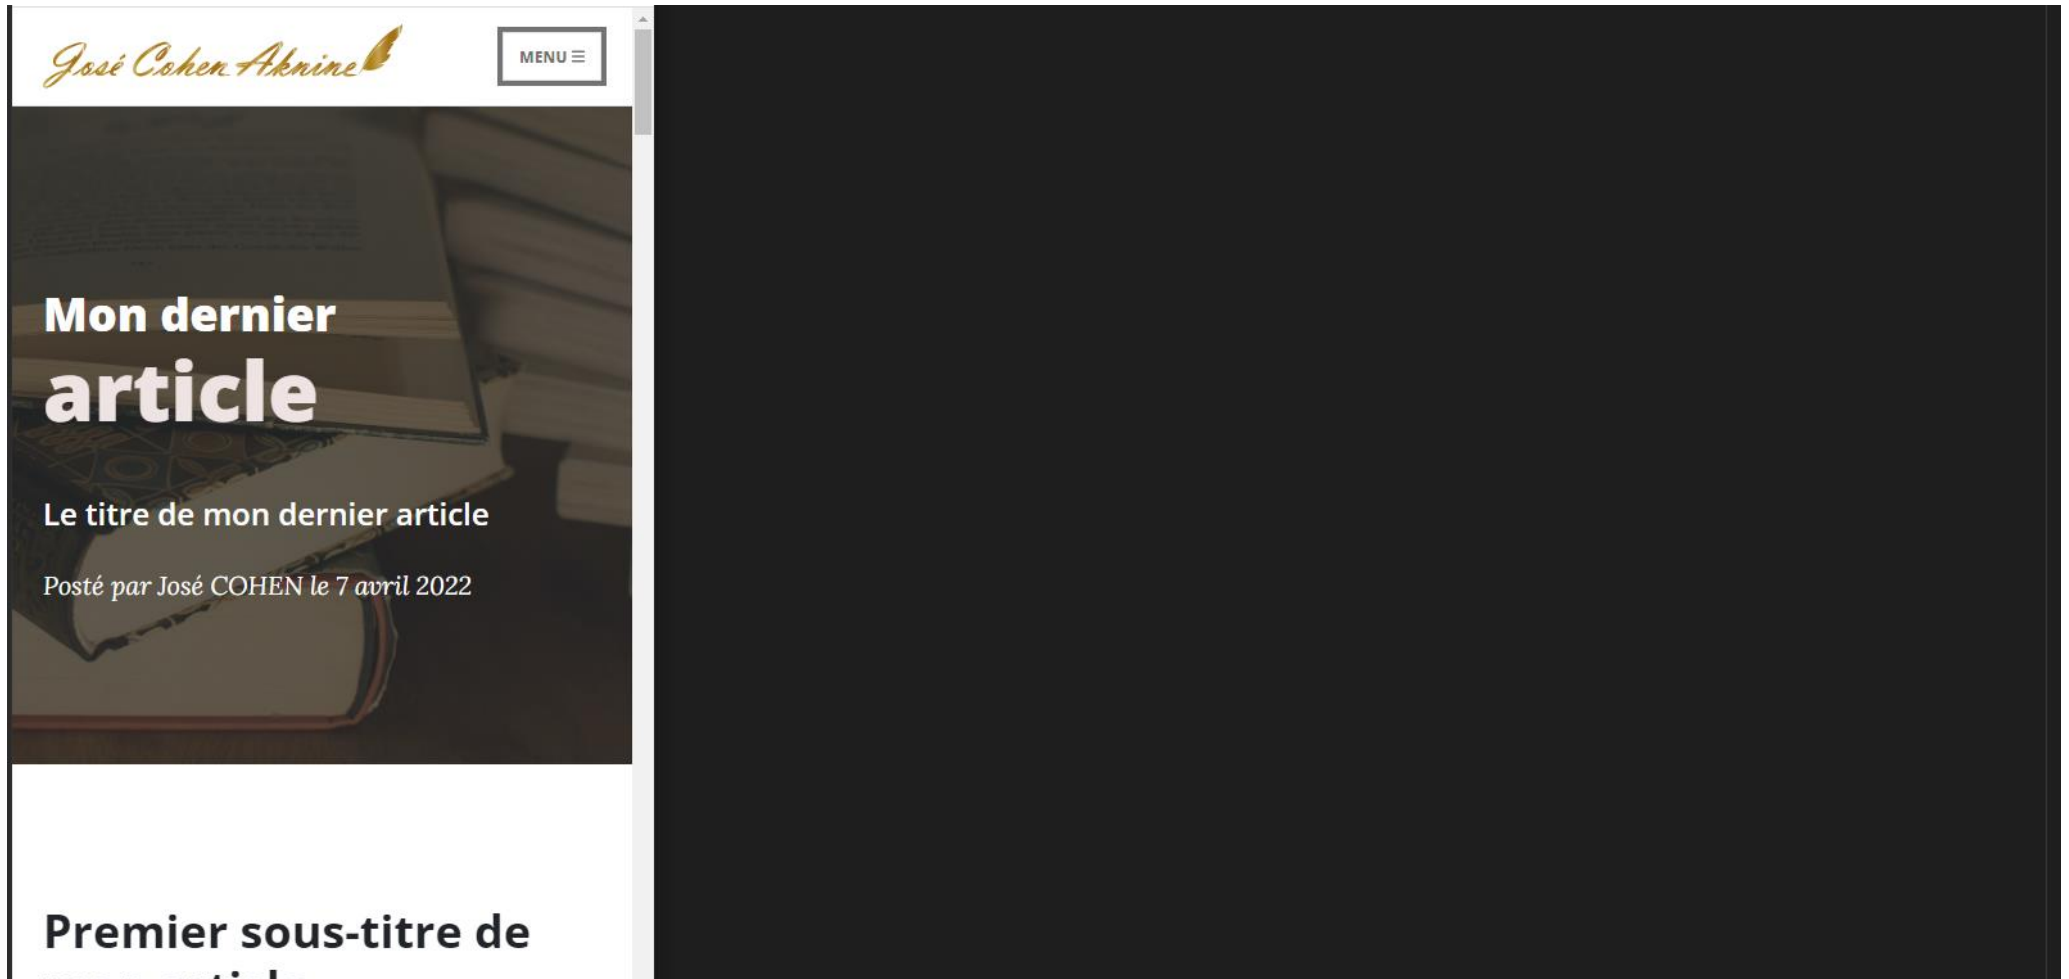 José Cohen Aknine
MENU ☰
Mon dernier
article
Le titre de mon dernier article
Posté par José COHEN le 7 avril 2022
Premier sous-titre de